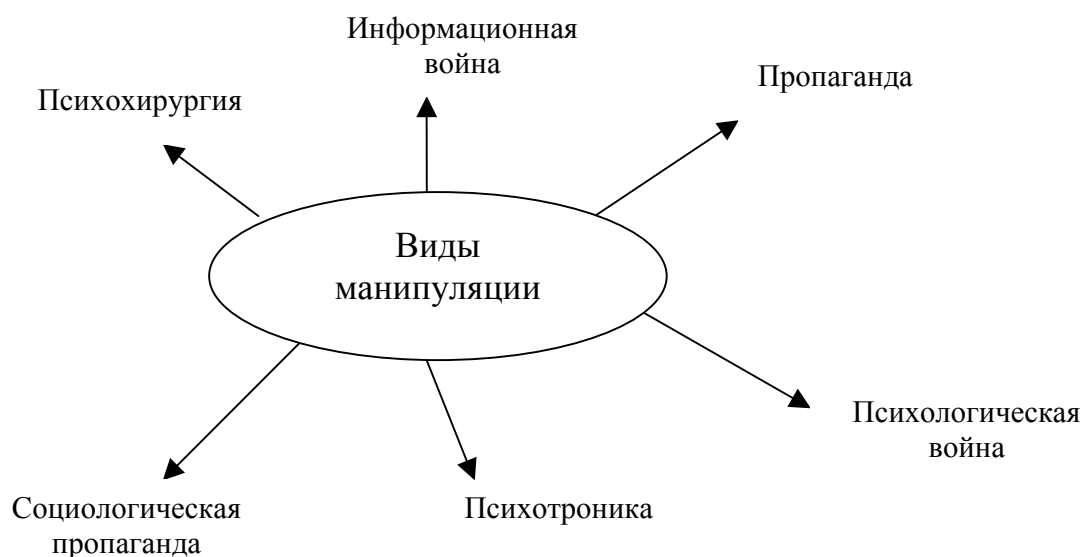 Информационная
война
Пропаганда
Психохирургия
Виды
манипуляции
Психологическая
война
Социологическая
пропаганда
Психотроника